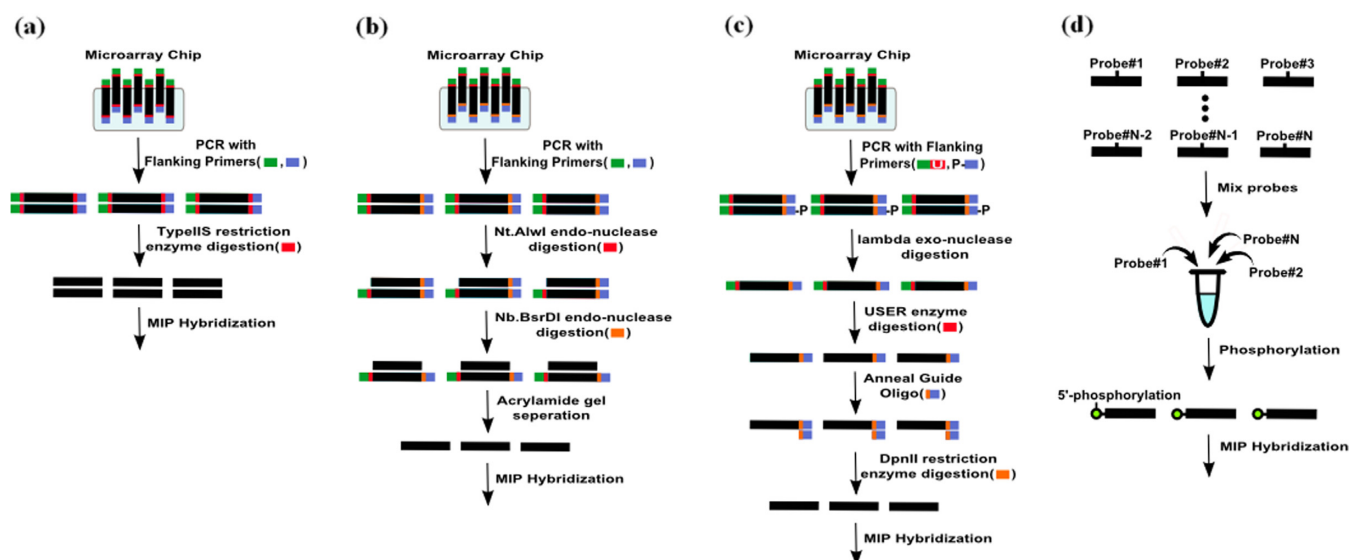 (a)
Microarray Chip
PCR with
Flanking Primers( , )
TypeIIS restriction
enzyme digestion( )
MIP Hybridization
(b)
Microarray Chip
PCR with
Flanking Primers( , )
Nt.AlwI endo-nuclease
digestion( )
Nb.BsrDI endo-nuclease
digestion( )
Acrylamide gel
seperation
MIP Hybridization
(c)
Microarray Chip
PCR with Flanking
Primers( U ,P- )
-P -P -P
lambda exo-nuclease
digestion
USER enzyme
digestion( )
Anneal Guide
Oligo( )
DpnII restriction
enzyme digestion( )
MIP Hybridization
(d)
Probe#1 Probe#2 Probe#3
Probe#N-2 Probe#N-1 Probe#N
Mix probes
Probe#N
Probe#1
Probe#2
Phosphorylation
5'-phosphorylation
MIP Hybridization